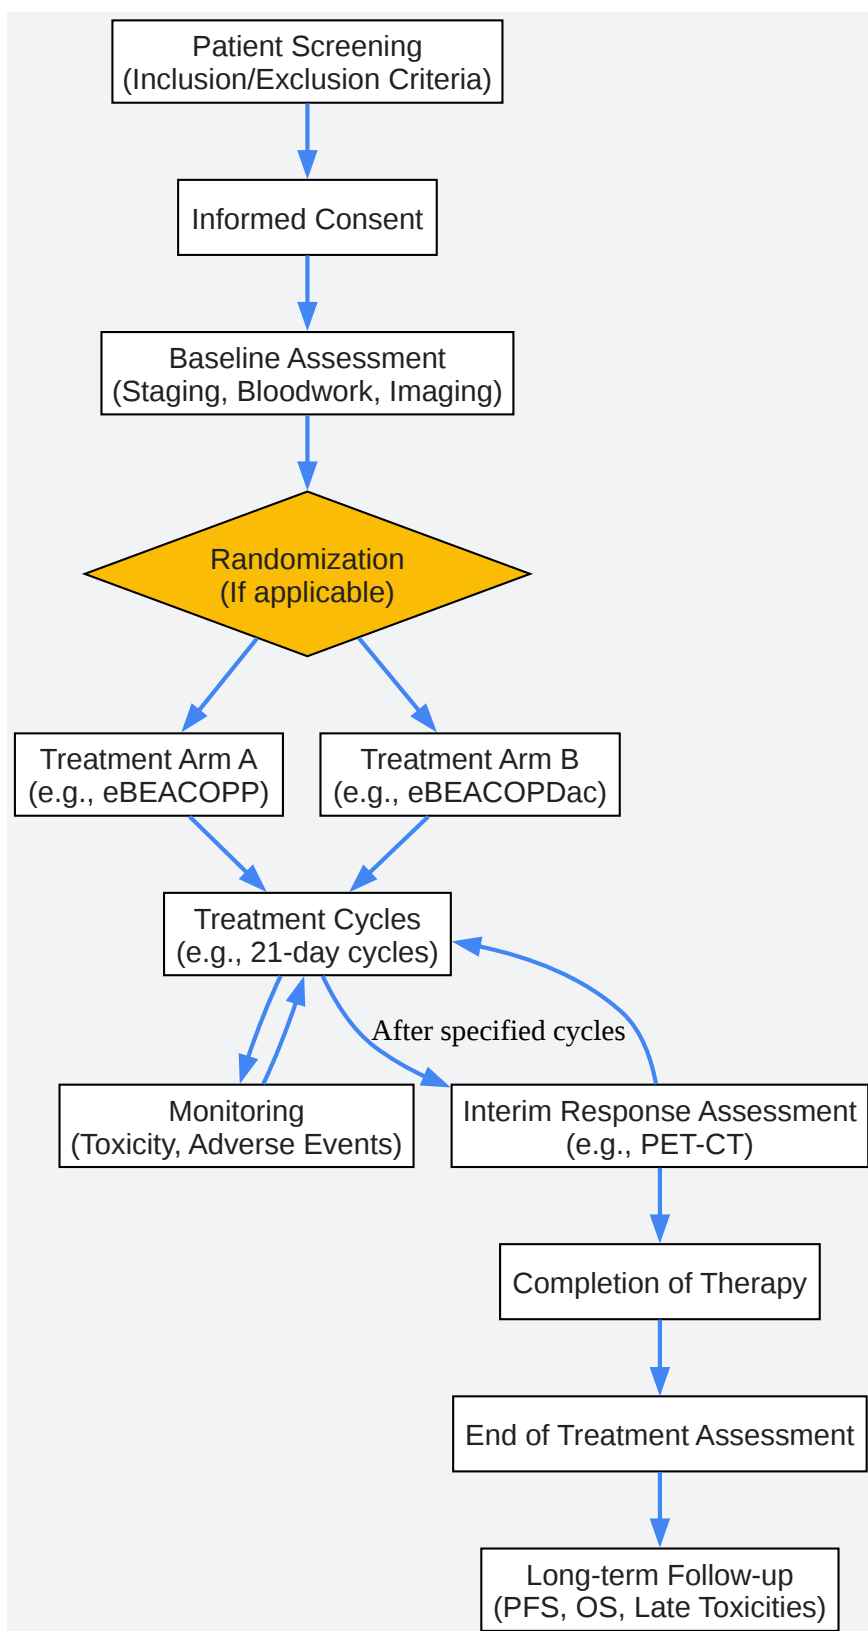 Patient Screening
(Inclusion/Exclusion Criteria)
Informed Consent
Baseline Assessment
(Staging, Bloodwork, Imaging)
Randomization
(If applicable)
Treatment Arm A
(e.g., eBEACOPP)
Treatment Arm B
(e.g., eBEACOPDac)
Treatment Cycles
(e.g., 21-day cycles)
After specified cycles
Monitoring
(Toxicity, Adverse Events)
Interim Response Assessment
(e.g., PET-CT)
Completion of Therapy
End of Treatment Assessment
Long-term Follow-up
(PFS, OS, Late Toxicities)